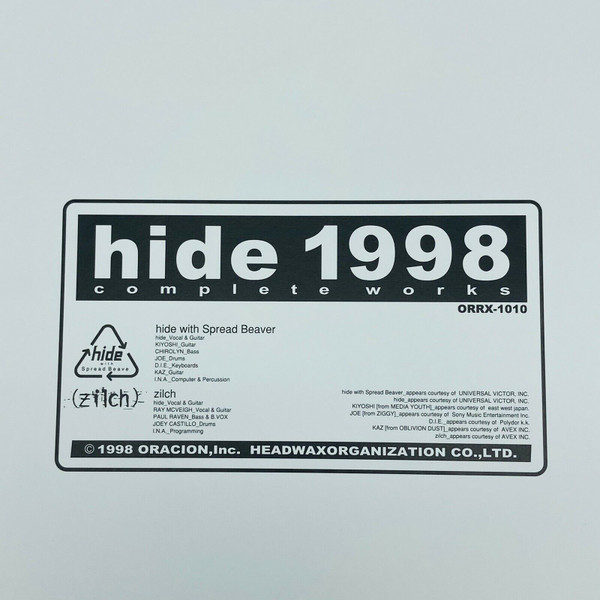 hide 1998
complete works
ORRX-1010
hide
with
Spread Beaver
hide with Spread Beaver
hide_Vocal & Guitar
KIYOSHI_Guitar
CHIROLYN_Bass
JOE_Drums
D.I.E._Keyboards
KAZ_Guitar
I.N.A._Computer & Percussion
(zilch)
zilch
hide_Vocal & Guitar
RAY MCVEIGH_Vocal & Guitar
PAUL RAVEN_Bass & B.VOX
JOEY CASTILLO_Drums
I.N.A._Programming
hide with Spread Beaver_appears courtesy of UNIVERSAL VICTOR, INC.
hide_appears courtesy of UNIVERSAL VICTOR, INC.
KIYOSHI [from MEDIA YOUTH]_appears courtesy of east west japan.
JOE [from ZIGGY]_appears courtesy of Sony Music Entertainment Inc.
D.I.E._appears courtesy of Polydor k.k.
KAZ [from OBLIVION DUST]_appears courtesy of AVEX INC.
zilch_appears courtesy of AVEX INC.
© 1998 ORACION,Inc. HEADWAXORGANIZATION CO.,LTD.